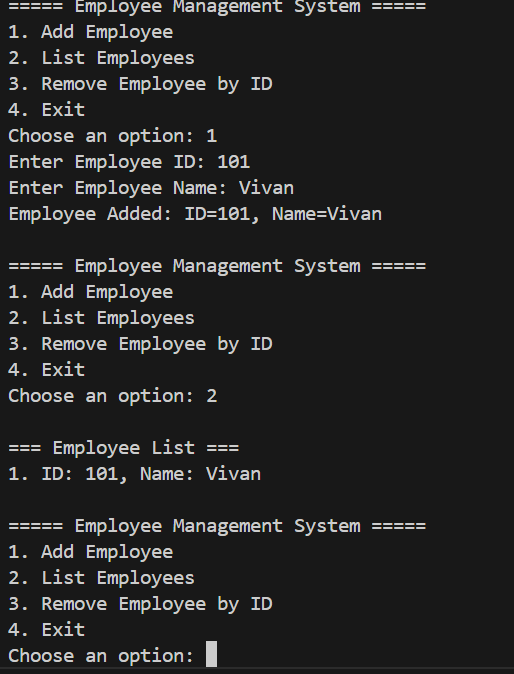 ===== Employee Management System =====
1. Add Employee
2. List Employees
3. Remove Employee by ID
4. Exit
Choose an option: 1
Enter Employee ID: 101
Enter Employee Name: Vivan
Employee Added: ID=101, Name=Vivan
===== Employee Management System =====
1. Add Employee
2. List Employees
3. Remove Employee by ID
4. Exit
Choose an option: 2
=== Employee List ===
1. ID: 101, Name: Vivan
===== Employee Management System =====
1. Add Employee
2. List Employees
3. Remove Employee by ID
4. Exit
Choose an option: